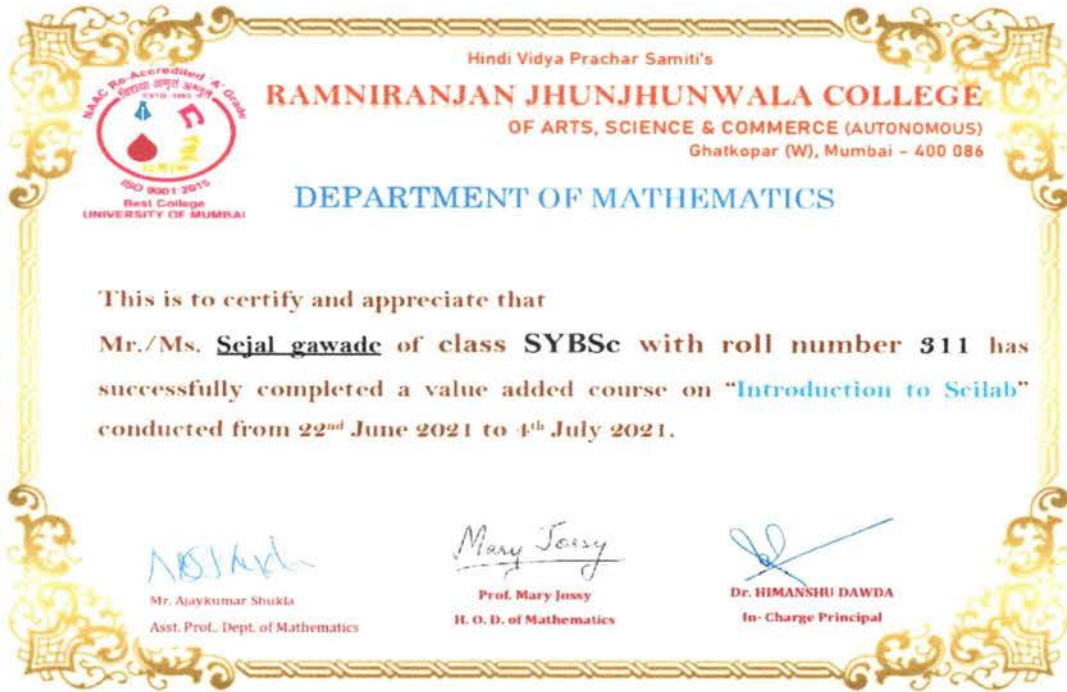 Hindi Vidya Prachar Samiti's
RAMNIRANJAN JHUNJHUNWALA COLLEGE
OF ARTS, SCIENCE & COMMERCE (AUTONOMOUS)
Ghatkopar (W), Mumbai - 400 086
NAAC Re-Accredited 'A' Grade
ESTD. 1963
ISO 9001:2015
Best College
UNIVERSITY OF MUMBAI
DEPARTMENT OF MATHEMATICS
This is to certify and appreciate that
Mr./Ms. Sejal gawade of class SYBSc with roll number 311 has
successfully completed a value added course on “Introduction to Scilab”
conducted from 22nd June 2021 to 4th July 2021.
Mary Jossy
Mr. Ajaykumar Shukla
Asst. Prof., Dept. of Mathematics
Prof. Mary Jossy
H. O. D. of Mathematics
Dr. HIMANSHU DAWDA
In- Charge Principal